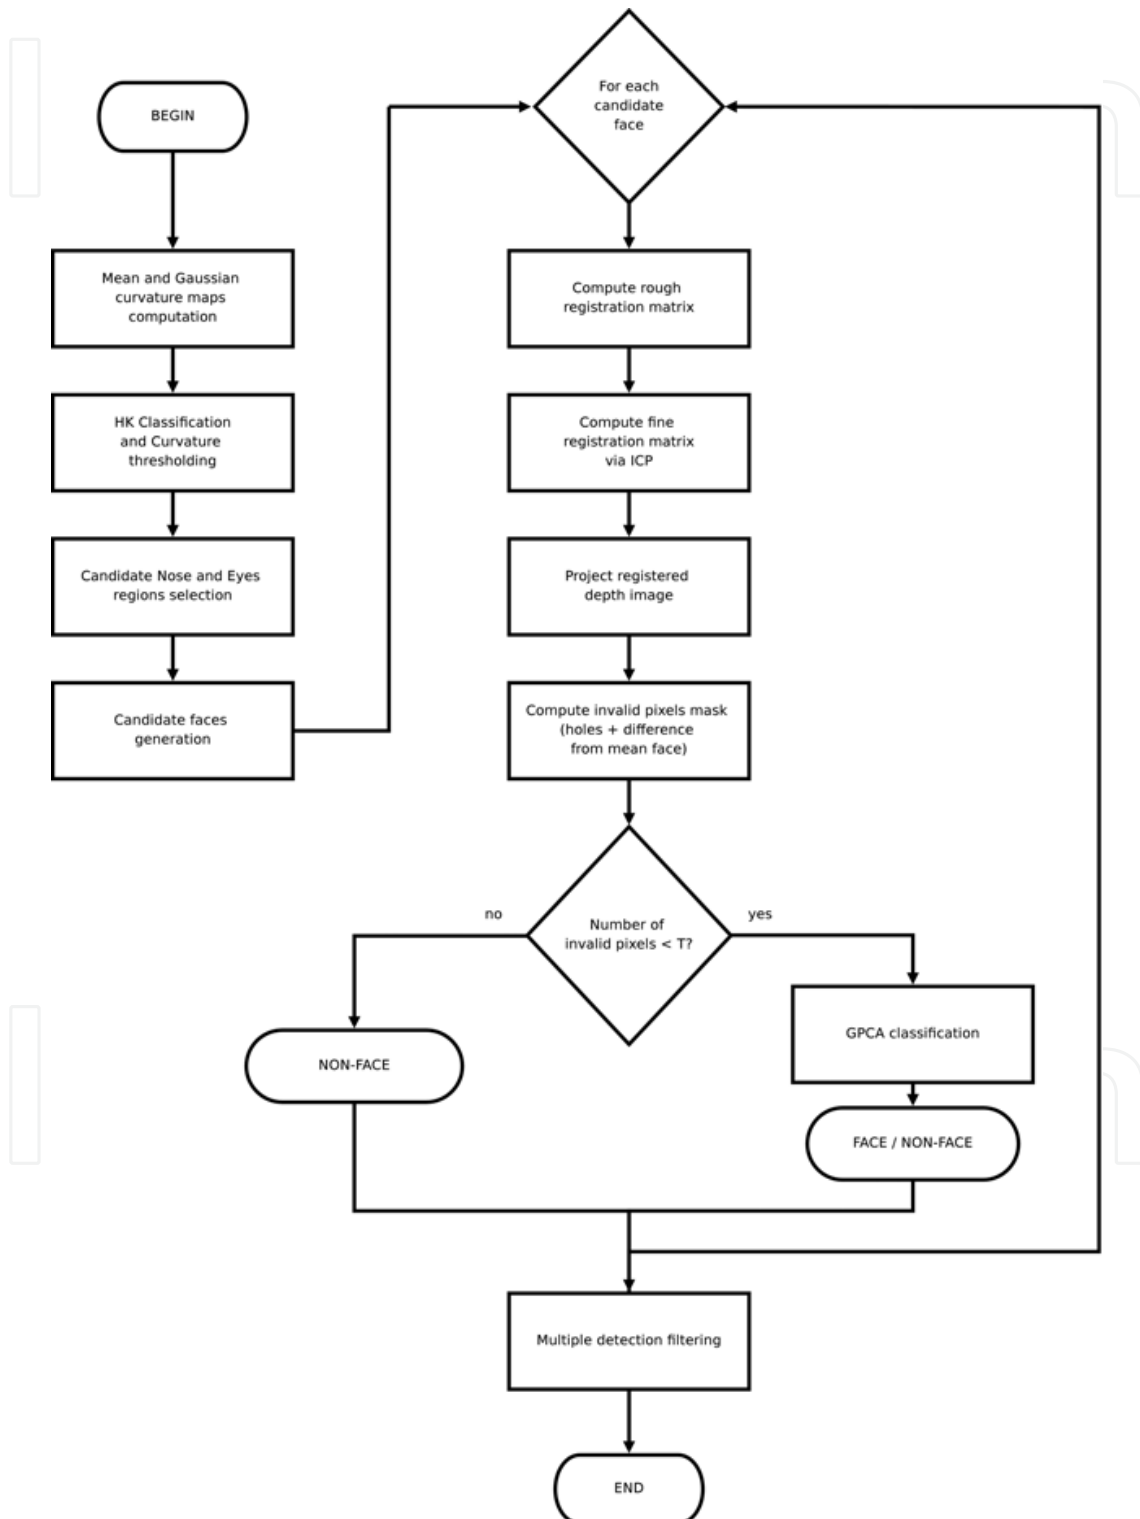 BEGIN
Mean and Gaussian
curvature maps
computation
HK Classification
and Curvature
thresholding
Candidate Nose and Eyes
regions selection
Candidate faces
generation
For each
candidate
face
Compute rough
registration matrix
Compute fine
registration matrix
via ICP
Project registered
depth image
Compute invalid pixels mask
(holes + difference
from mean face)
Number of
invalid pixels < T?
no
yes
NON-FACE
GPCA classification
FACE / NON-FACE
Multiple detection filtering
END